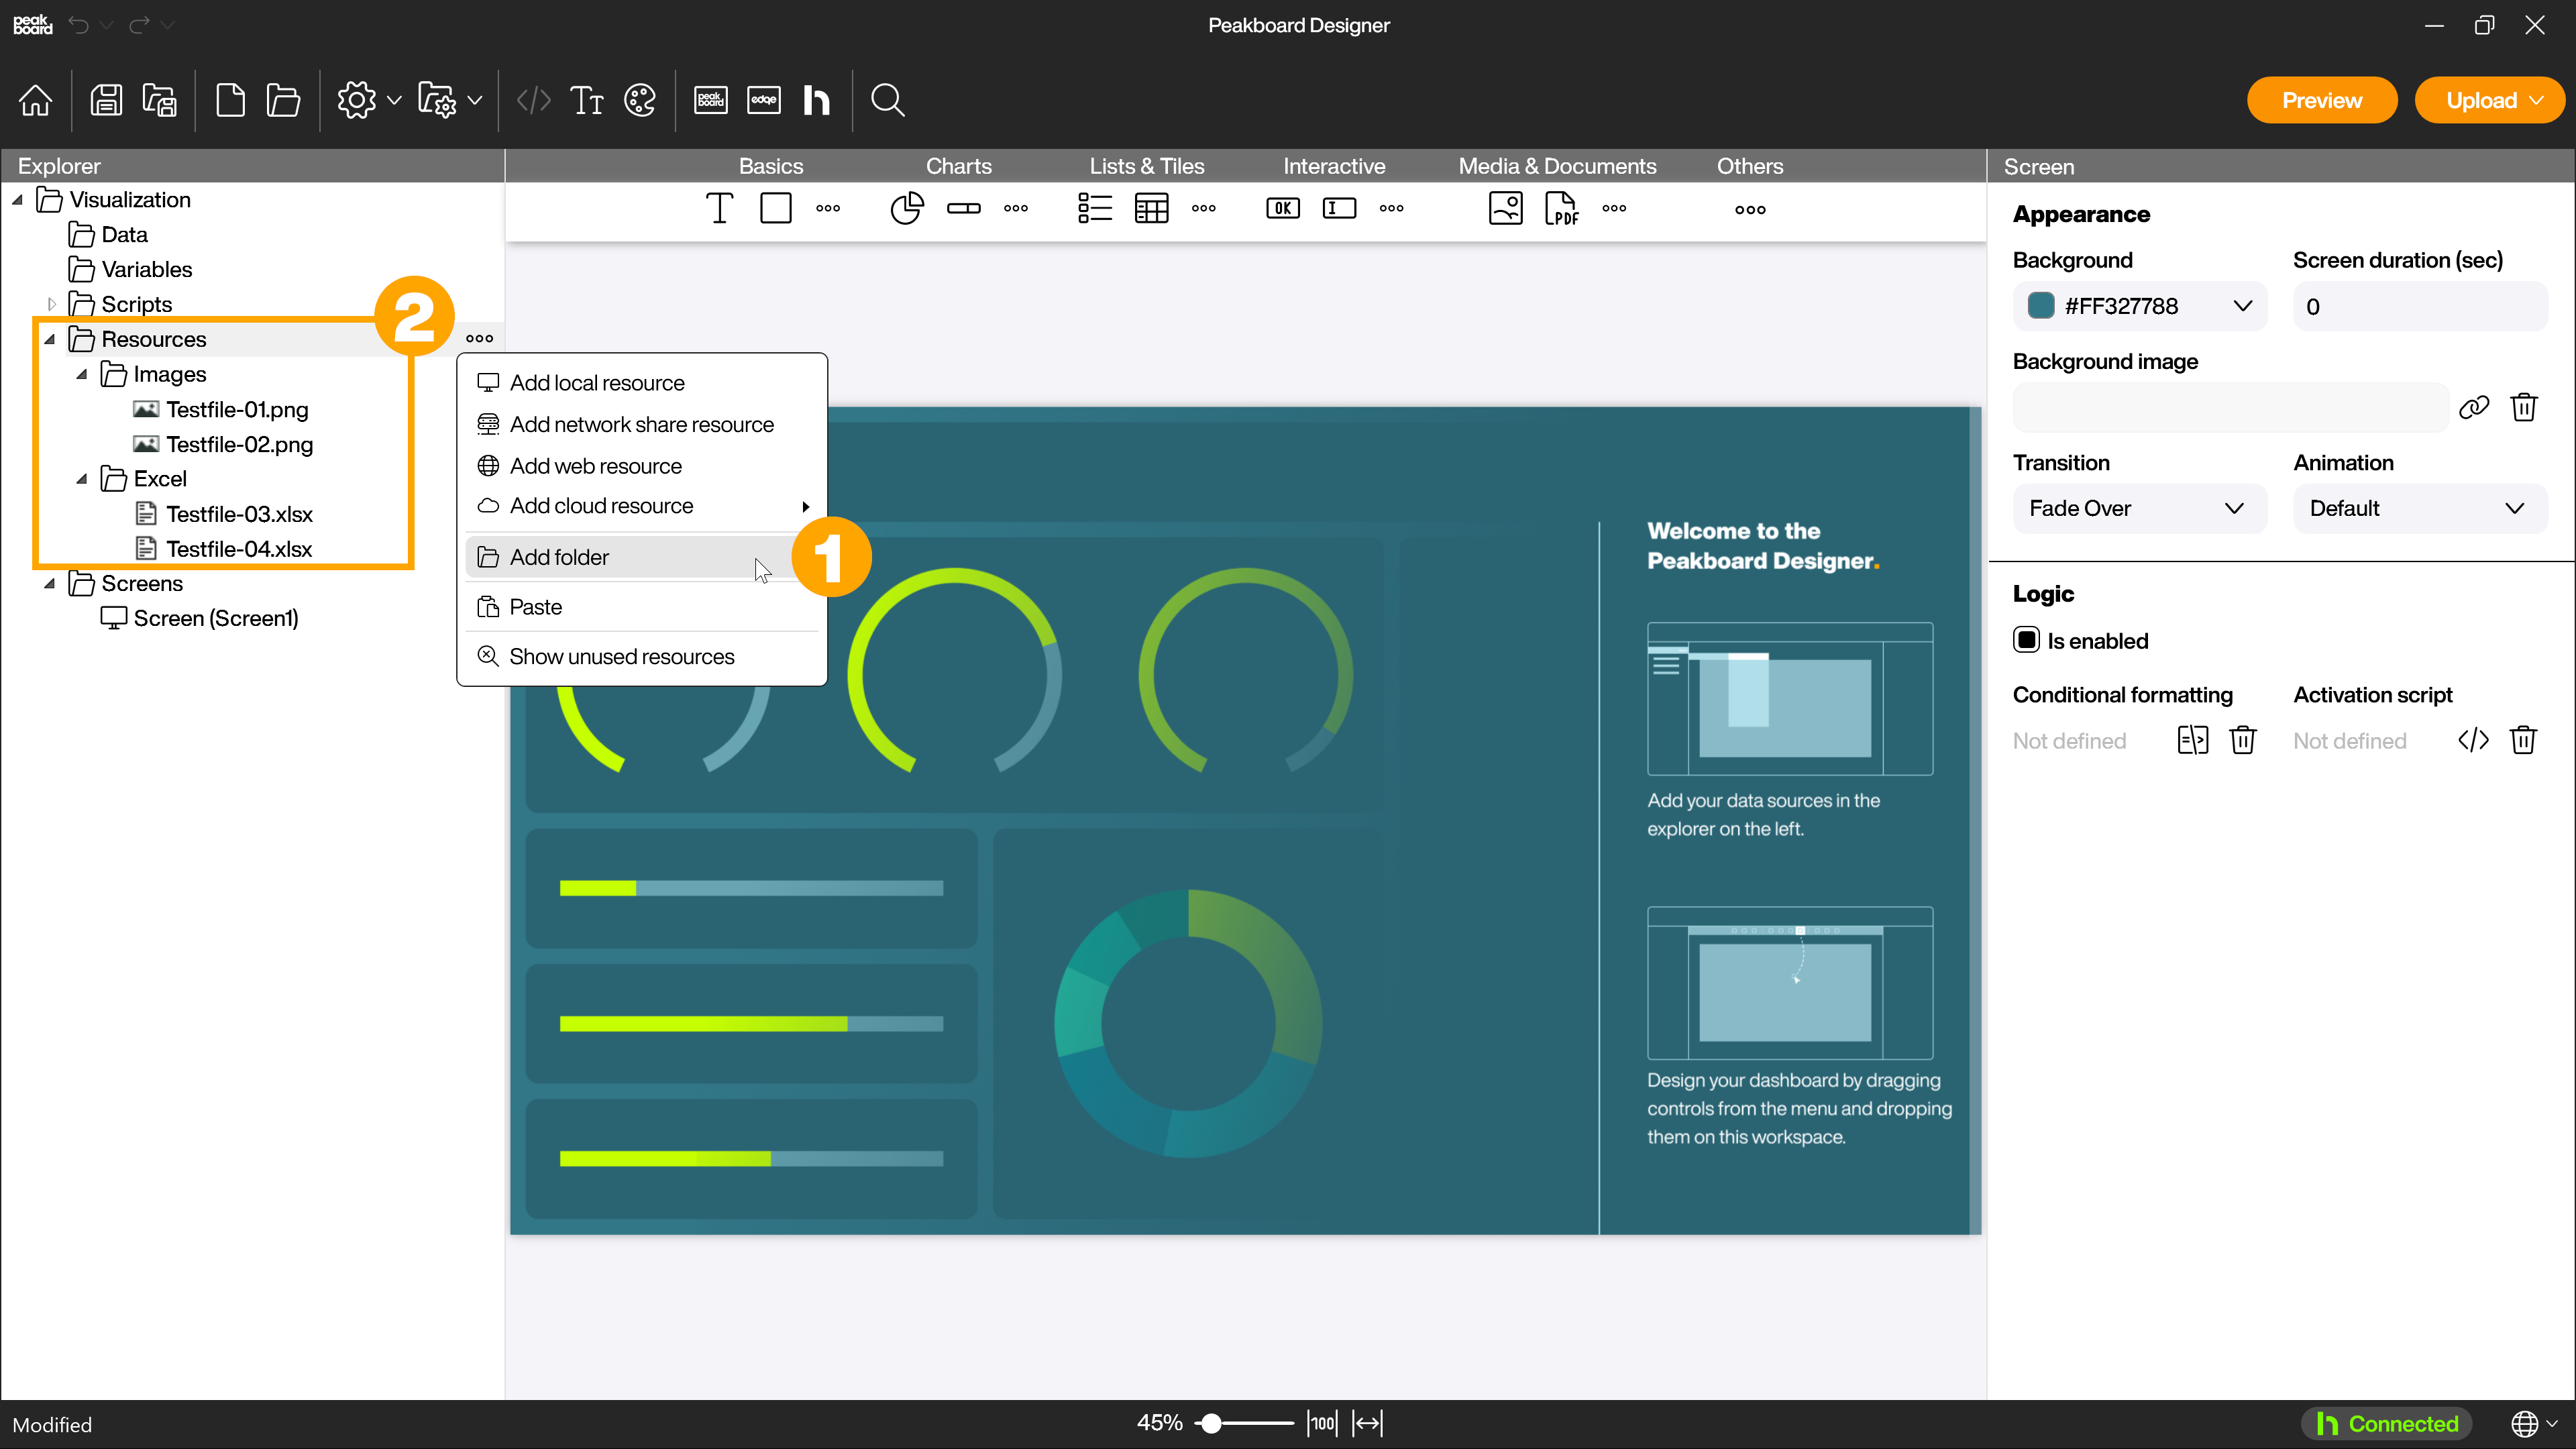 peak
board
Peakboard Designer
peak
board
edge
h
Preview
Upload
Explorer
Basics
Charts
Lists & Tiles
Interactive
Media & Documents
Others
Screen
OK
I
PDF
Visualization
Data
Variables
Scripts
2
Resources
Images
Testfile-01.png
Testfile-02.png
Excel
Testfile-03.xlsx
Testfile-04.xlsx
Screens
Screen (Screen1)
Add local resource
Add network share resource
Add web resource
Add cloud resource
Add folder
1
Paste
Show unused resources
Welcome to the
Peakboard Designer.
Add your data sources in the
explorer on the left.
Design your dashboard by dragging
controls from the menu and dropping
them on this workspace.
Appearance
Background
Screen duration (sec)
#FF327788
0
Background image
Transition
Animation
Fade Over
Default
Logic
Is enabled
Conditional formatting
Activation script
Not defined
Not defined
Modified
45%
100
h Connected